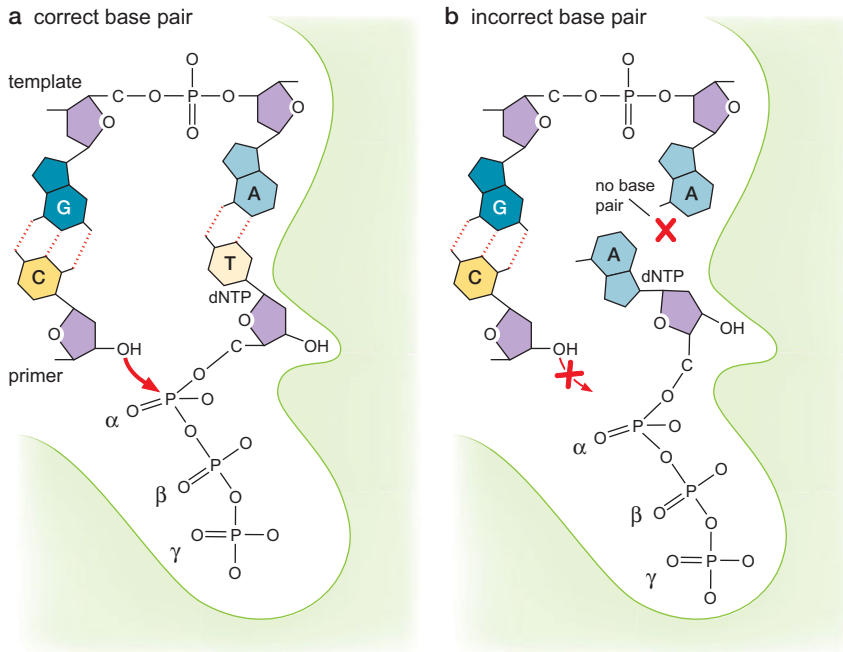 a correct base pair
template
C O P O
O
O
O
O
G
A
C
T
dNTP
O
O
OH
OH
primer
C
O
O P O
α
O
O
P
β
O
O
O
O P O
γ
O
b incorrect base pair
C O P O
O
O
O
O
no base
pair
G
A
A
C
dNTP
O
O
OH
OH
C
O
O P O
α
O
O
P
β
O
O
O
O P O
γ
O